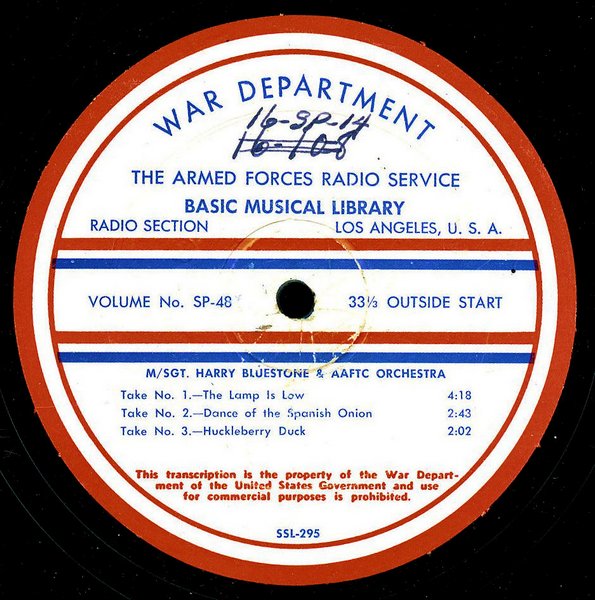 WAR DEPARTMENT
16-SP-14
16-108
THE ARMED FORCES RADIO SERVICE
BASIC MUSICAL LIBRARY
RADIO SECTION LOS ANGELES, U. S. A.
VOLUME No. SP-48 33⅓ OUTSIDE START
M/SGT. HARRY BLUESTONE & AAFTC ORCHESTRA
Take No. 1.—The Lamp Is Low 4:18
Take No. 2.—Dance of the Spanish Onion 2:43
Take No. 3.—Huckleberry Duck 2:02
This transcription is the property of the War Depart-
ment of the United States Government and use
for commercial purposes is prohibited.
SSL-295